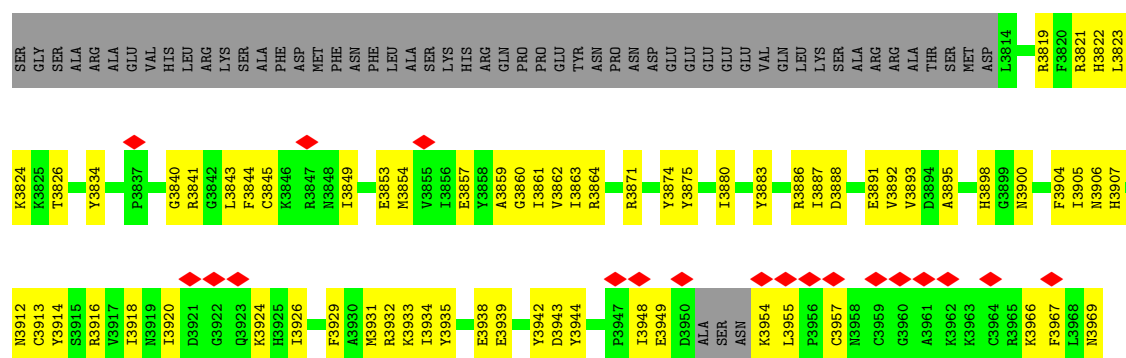 SER GLY SER ALA ARG ALA ALA GLU VAL HIS LEU ARG LYS SER ALA PHE ASP MET PHE ASN PHE LEU ALA SER LYS HIS ARG GLN PRO PRO GLU TYR ASN PRO ASN ASP GLU GLU GLU GLU GLU VAL GLN LEU LYS SER ALA ARG ARG ALA THR SER MET ASP L3814 R3819 F3820 R3821 H3822 L3823
K3824 K3825 T3826 Y3834 P3837 G3840 R3841 G3842 L3843 F3844 C3845 K3846 R3847 N3848 I3849 E3853 M3854 V3855 I3856 E3857 Y3858 A3859 G3860 I3861 V3862 I3863 R3864 R3871 Y3874 Y3875 I3880 Y3883 R3886 I3887 D3888 E3891 V3892 V3893 D3894 A3895 H3898 G3899 N3900 F3904 I3905 N3906 H3907
N3912 C3913 Y3914 S3915 R3916 V3917 I3918 N3919 I3920 D3921 G3922 Q3923 K3924 H3925 I3926 F3929 A3930 M3931 R3932 K3933 I3934 Y3935 E3938 E3939 Y3942 D3943 Y3944 P3947 I3948 E3949 D3950 ALA SER ASN K3954 L3955 P3956 C3957 N3958 C3959 G3960 A3961 K3962 K3963 C3964 R3965 K3966 F3967 L3968 N3969